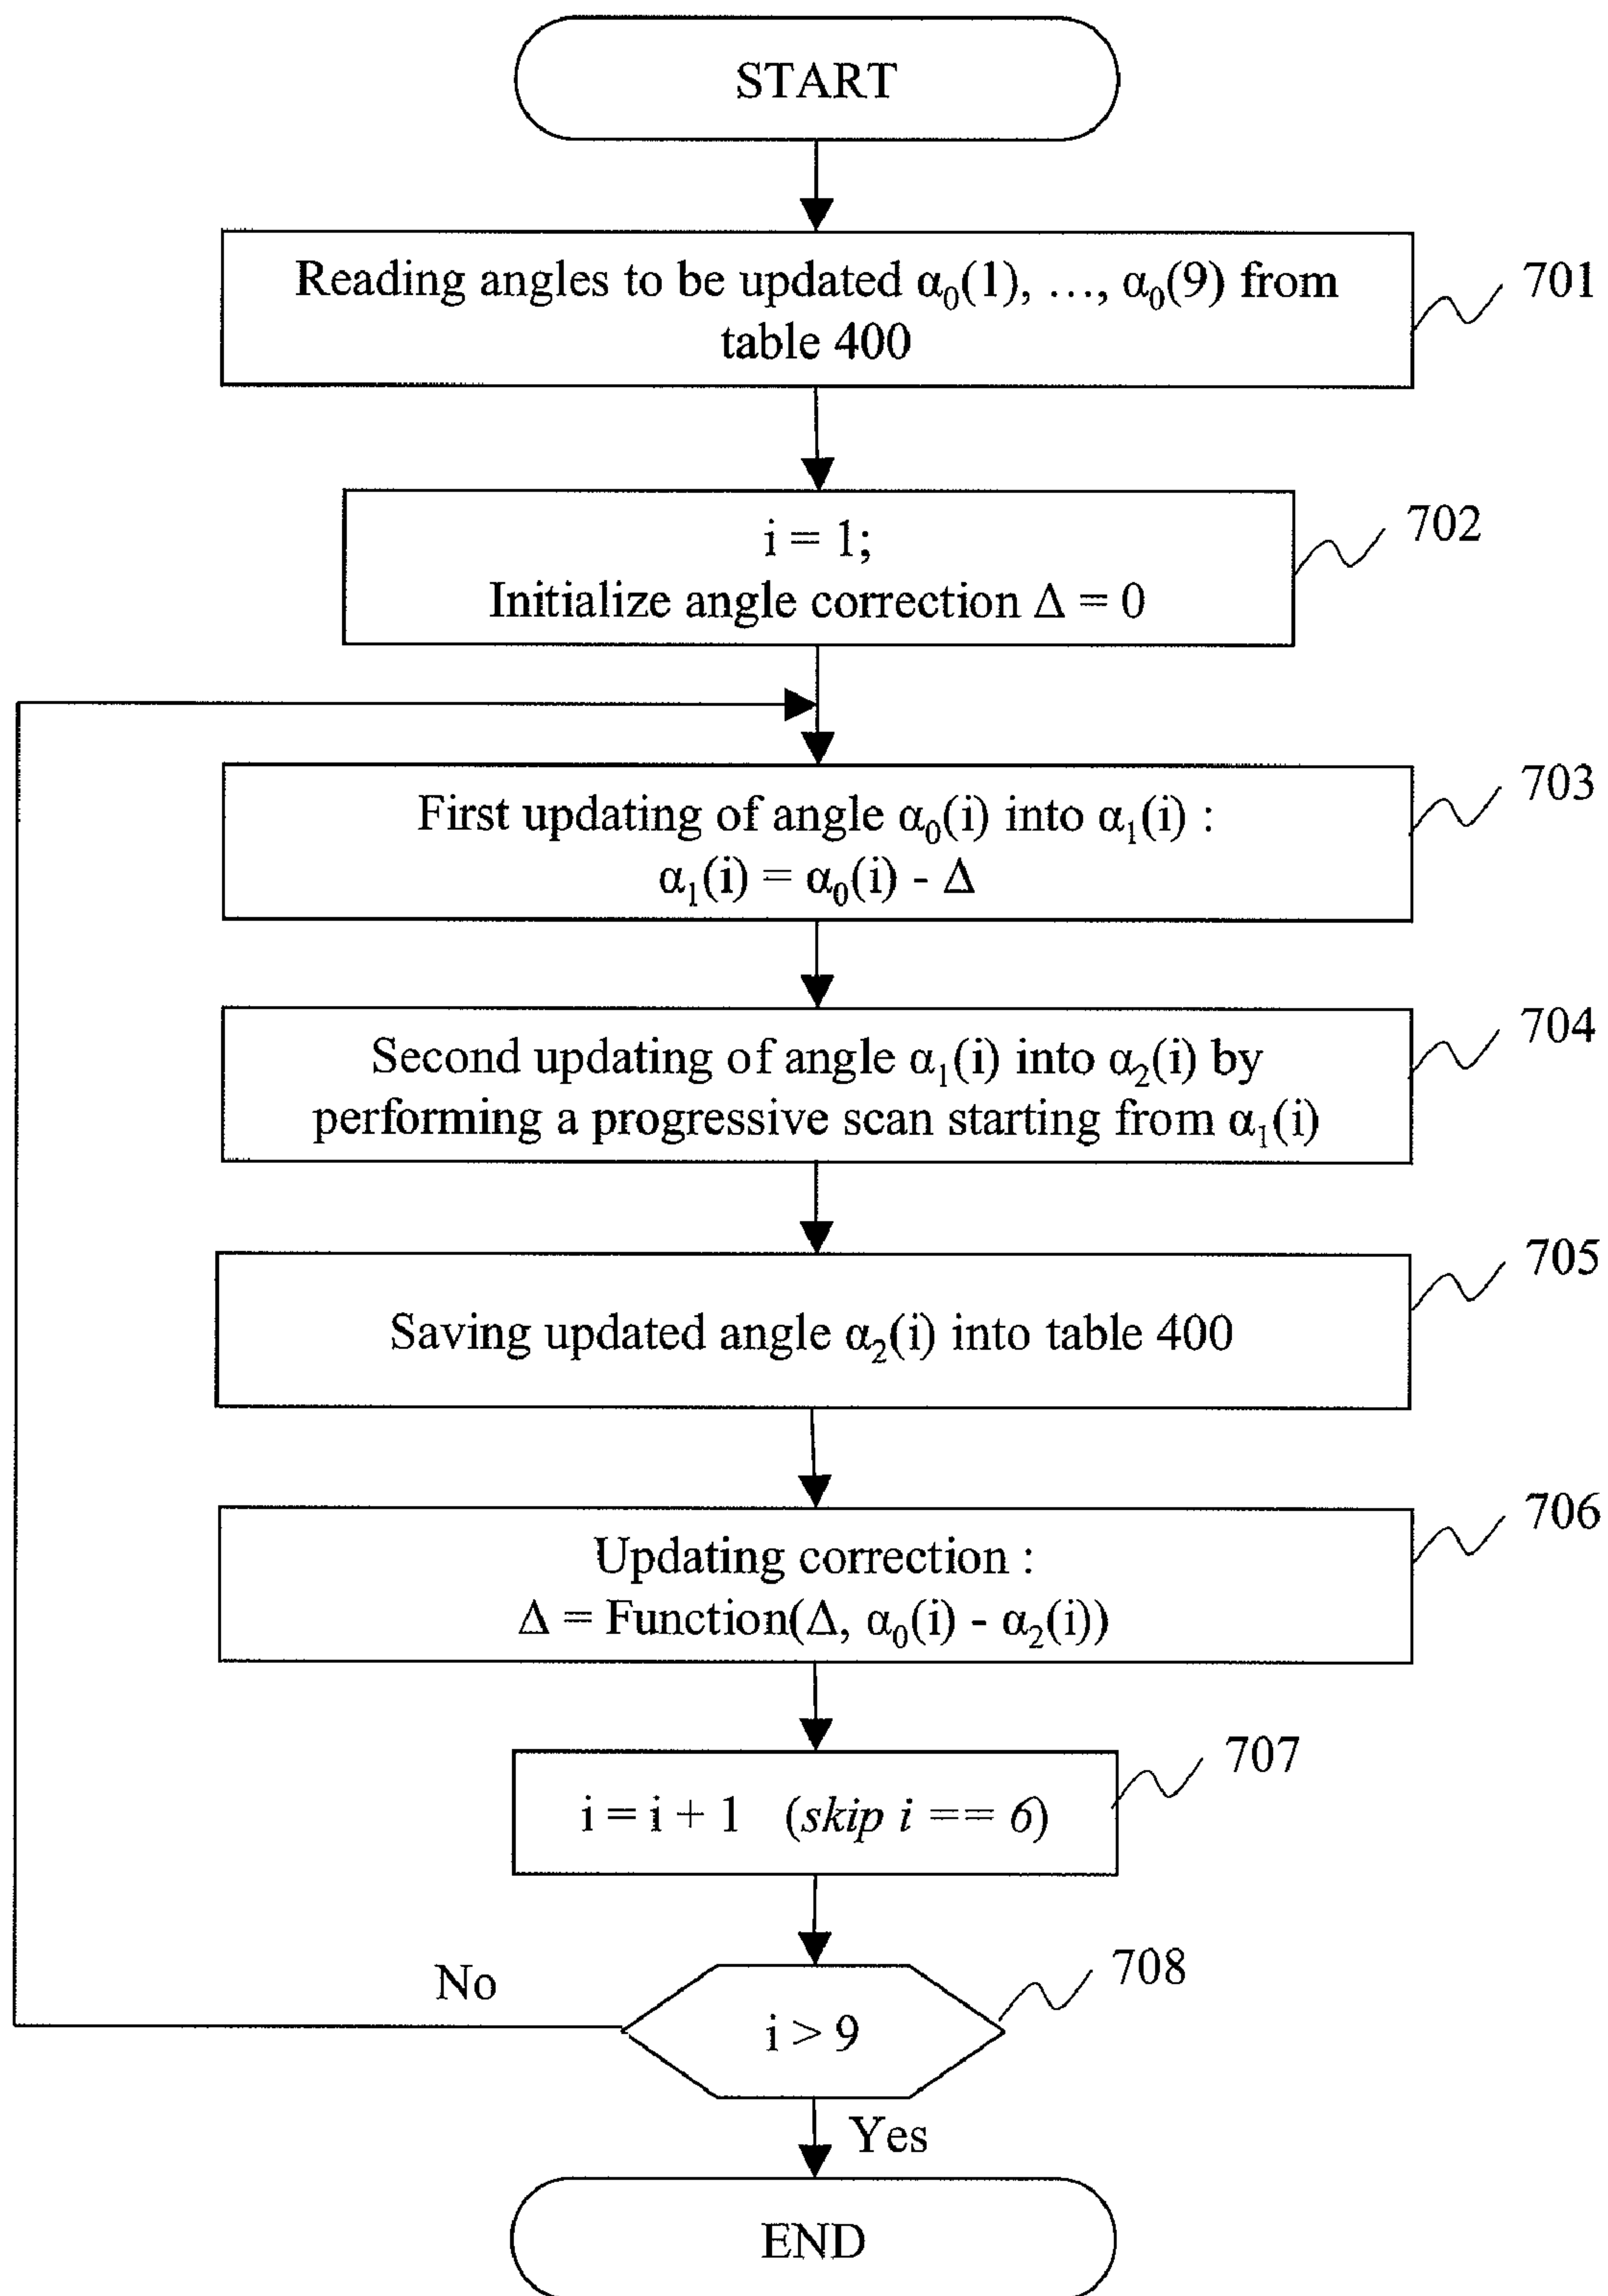 START
Reading angles to be updated α₀(1), ..., α₀(9) from
table 400
701
i = 1;
Initialize angle correction Δ = 0
702
First updating of angle α₀(i) into α₁(i) :
α₁(i) = α₀(i) - Δ
703
Second updating of angle α₁(i) into α₂(i) by
performing a progressive scan starting from α₁(i)
704
Saving updated angle α₂(i) into table 400
705
Updating correction :
Δ = Function(Δ, α₀(i) - α₂(i))
706
i = i + 1 (skip i == 6)
707
i > 9
708
No
Yes
END